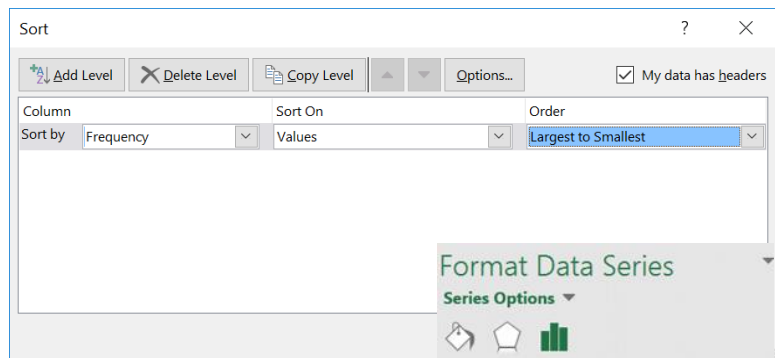 Sort ?
Add Level Delete Level Copy Level Options... My data has headers
Column Sort On Order
Sort by Frequency Values Largest to Smallest
Format Data Series
Series Options